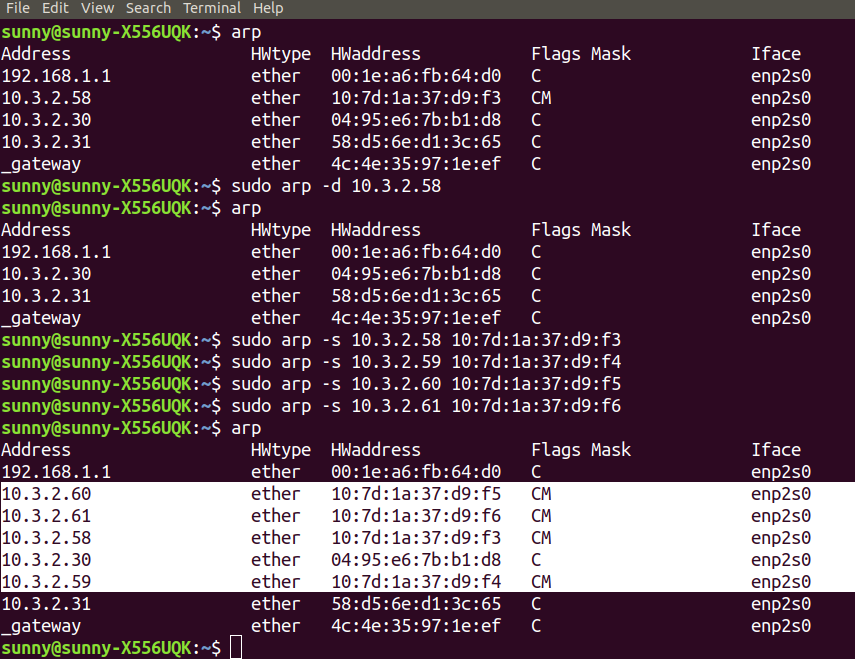 File Edit View Search Terminal Help
sunny@sunny-X556UQK:~$ arp
Address HWtype HWaddress Flags Mask Iface
192.168.1.1 ether 00:1e:a6:fb:64:d0 C enp2s0
10.3.2.58 ether 10:7d:1a:37:d9:f3 CM enp2s0
10.3.2.30 ether 04:95:e6:7b:b1:d8 C enp2s0
10.3.2.31 ether 58:d5:6e:d1:3c:65 C enp2s0
_gateway ether 4c:4e:35:97:1e:ef C enp2s0
sunny@sunny-X556UQK:~$ sudo arp -d 10.3.2.58
sunny@sunny-X556UQK:~$ arp
Address HWtype HWaddress Flags Mask Iface
192.168.1.1 ether 00:1e:a6:fb:64:d0 C enp2s0
10.3.2.30 ether 04:95:e6:7b:b1:d8 C enp2s0
10.3.2.31 ether 58:d5:6e:d1:3c:65 C enp2s0
_gateway ether 4c:4e:35:97:1e:ef C enp2s0
sunny@sunny-X556UQK:~$ sudo arp -s 10.3.2.58 10:7d:1a:37:d9:f3
sunny@sunny-X556UQK:~$ sudo arp -s 10.3.2.59 10:7d:1a:37:d9:f4
sunny@sunny-X556UQK:~$ sudo arp -s 10.3.2.60 10:7d:1a:37:d9:f5
sunny@sunny-X556UQK:~$ sudo arp -s 10.3.2.61 10:7d:1a:37:d9:f6
sunny@sunny-X556UQK:~$ arp
Address HWtype HWaddress Flags Mask Iface
192.168.1.1 ether 00:1e:a6:fb:64:d0 C enp2s0
10.3.2.60 ether 10:7d:1a:37:d9:f5 CM enp2s0
10.3.2.61 ether 10:7d:1a:37:d9:f6 CM enp2s0
10.3.2.58 ether 10:7d:1a:37:d9:f3 CM enp2s0
10.3.2.30 ether 04:95:e6:7b:b1:d8 C enp2s0
10.3.2.59 ether 10:7d:1a:37:d9:f4 CM enp2s0
10.3.2.31 ether 58:d5:6e:d1:3c:65 C enp2s0
_gateway ether 4c:4e:35:97:1e:ef C enp2s0
sunny@sunny-X556UQK:~$